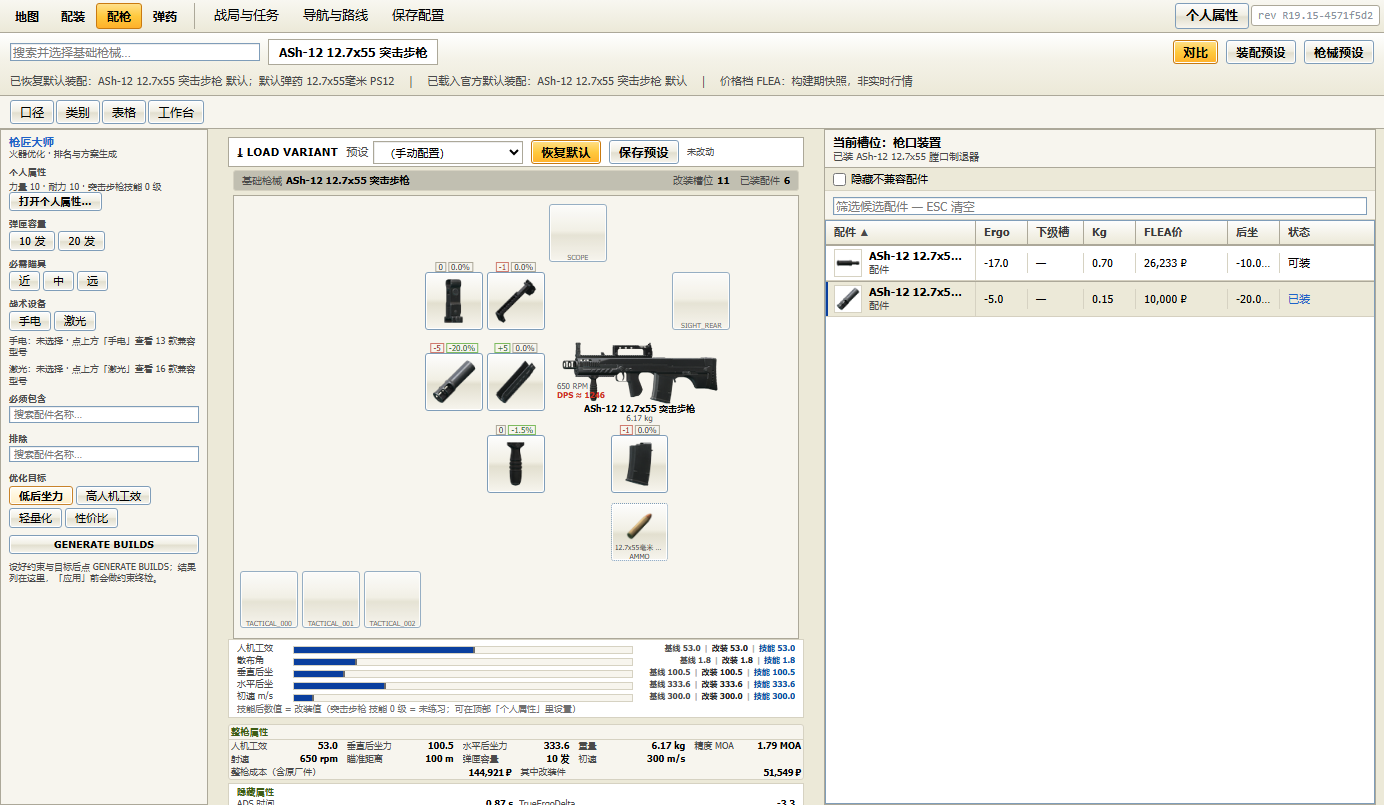 地图 配装 配枪 弹药 战局与任务 导航与路线 保存配置 个人属性 rev R19.15-4571f5d2
搜索并选择基础枪械... ASh-12 12.7x55 突击步枪 对比 装配预设 枪械预设
已恢复默认装配：ASh-12 12.7x55 突击步枪 默认；默认弹药 12.7x55毫米 PS12 | 已载入官方默认装配：ASh-12 12.7x55 突击步枪 默认 | 价格档 FLEA：构建期快照，非实时行情
口径 类别 表格 工作台
枪匠大师
火器优化 · 排名与方案生成
个人属性
力量 10 · 耐力 10 · 突击步枪技能 0 级
打开个人属性...
弹匣容量
10 发 20 发
必需瞄具
近 中 远
战术设备
手电 激光
手电：未选择 · 点上方「手电」查看 13 款兼容
型号
激光：未选择 · 点上方「激光」查看 16 款兼容
型号
必须包含
搜索配件名称...
排除
搜索配件名称...
优化目标
低后坐力 高人机工效
轻量化 性价比
GENERATE BUILDS
设好约束与目标后点 GENERATE BUILDS；结果
列在这里，「应用」前会做约束终检。
⤓ LOAD VARIANT 预设 (手动配置) 恢复默认 保存预设 未改动
基础枪械 ASh-12 12.7x55 突击步枪 改装槽位 11 已装配件 6
SCOPE
0 0.0% -1 0.0%
SIGHT_REAR
-5 -20.0% +5 0.0%
650 RPM
DPS ≈ 1246
ASh-12 12.7x55 突击步枪
6.17 kg
0 -1.5% -1 0.0%
12.7x55毫米 ...
AMMO
TACTICAL_000 TACTICAL_001 TACTICAL_002
人机工效 基线 53.0 | 改装 53.0 | 技能 53.0
散布角 基线 1.8 | 改装 1.8 | 技能 1.8
垂直后坐 基线 100.5 | 改装 100.5 | 技能 100.5
水平后坐 基线 333.6 | 改装 333.6 | 技能 333.6
初速 m/s 基线 300.0 | 改装 300.0 | 技能 300.0
技能后数值 = 改装值（突击步枪 技能 0 级 = 未练习；可在顶部「个人属性」里设置）
整枪属性
人机工效 53.0 垂直后坐力 100.5 水平后坐力 333.6 重量 6.17 kg 精度 MOA 1.79 MOA
射速 650 rpm 瞄准距离 100 m 弹匣容量 10 发 初速 300 m/s
整枪成本（含原厂件） 144,921 ₽ 其中改装件 51,549 ₽
隐藏属性
ADS 时间 0.87 s TrueErgoDelta -3.3
当前槽位：枪口装置
已装 ASh-12 12.7x55 膛口制退器
隐藏不兼容配件
筛选候选配件 — ESC 清空
配件 ▲ Ergo 下级槽 Kg FLEA价 后坐 状态
ASh-12 12.7x5... -17.0 — 0.70 26,233 ₽ -10.0... 可装
配件
ASh-12 12.7x5... -5.0 — 0.15 10,000 ₽ -20.0... 已装
配件